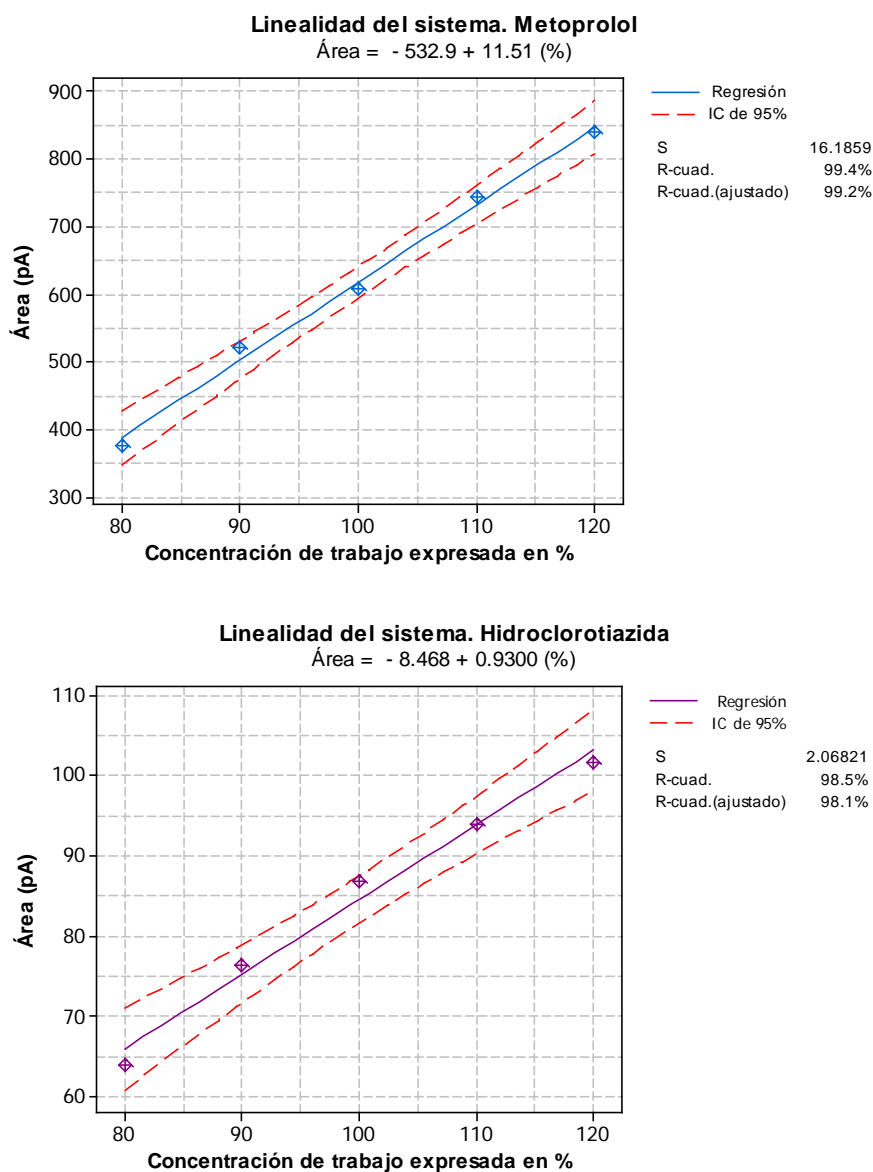 Linealidad del sistema. Metoprolol
Área = - 532.9 + 11.51 (%)
900
800
700
600
500
400
300
Área (pA)
80 90 100 110 120
Concentración de trabajo expresada en %
Regresión
IC de 95%
S 16.1859
R-cuad. 99.4%
R-cuad.(ajustado) 99.2%
Linealidad del sistema. Hidroclorotiazida
Área = - 8.468 + 0.9300 (%)
110
100
90
80
70
60
Área (pA)
80 90 100 110 120
Concentración de trabajo expresada en %
Regresión
IC de 95%
S 2.06821
R-cuad. 98.5%
R-cuad.(ajustado) 98.1%